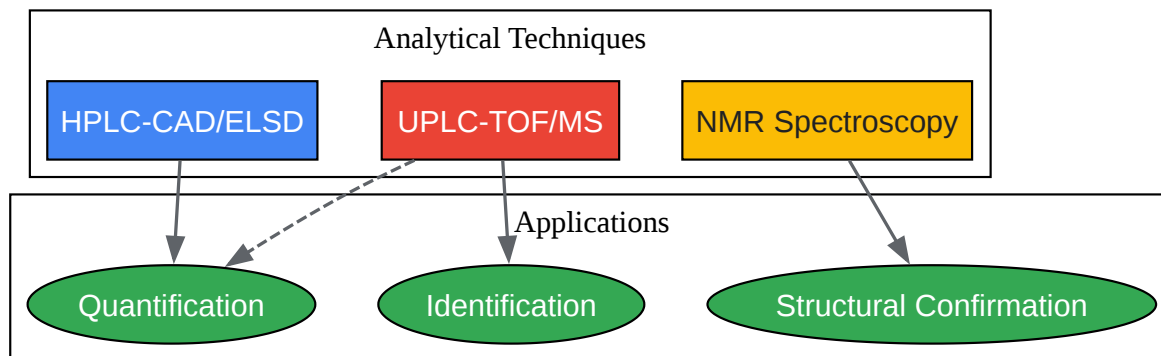 Analytical Techniques
HPLC-CAD/ELSD
UPLC-TOF/MS
NMR Spectroscopy
Applications
Quantification
Identification
Structural Confirmation